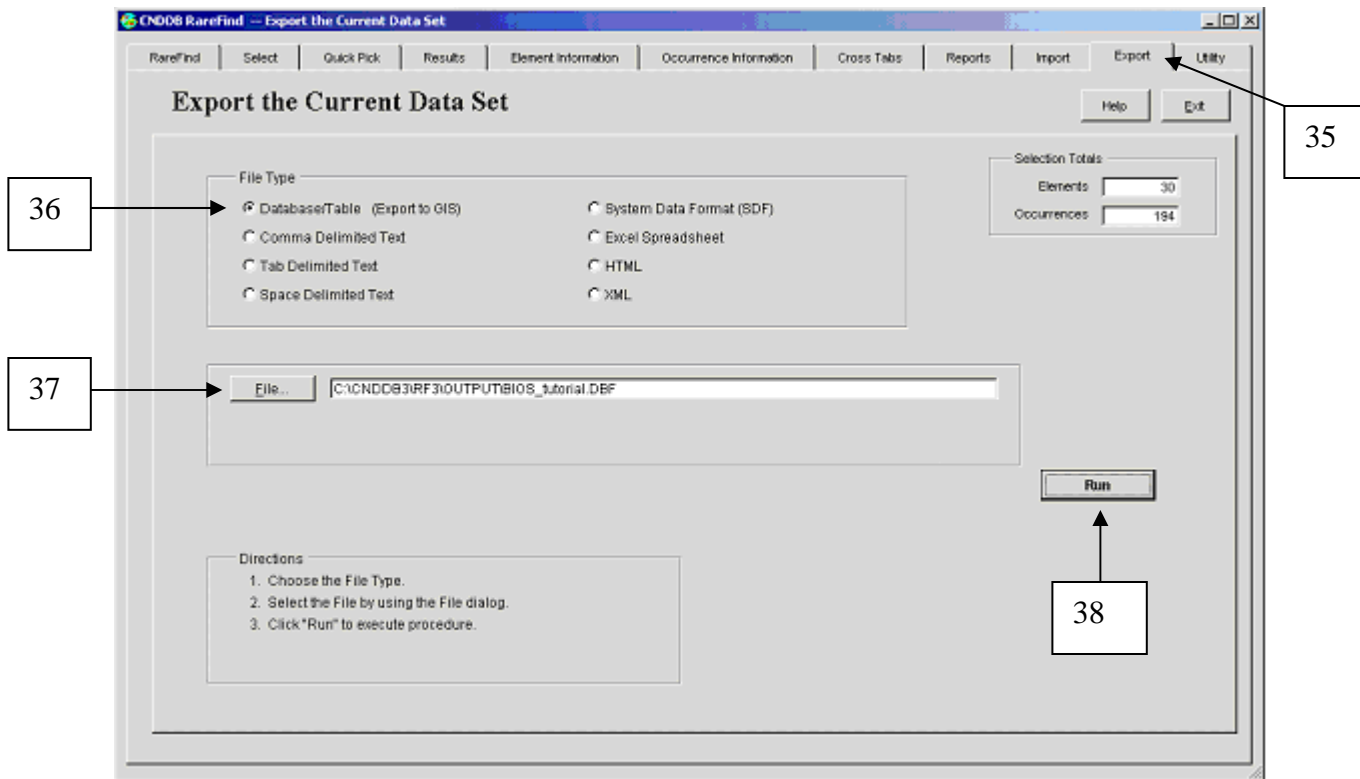 CNDDB RareFind -- Export the Current Data Set
RareFind Select Quick Pick Results Element Information Occurrence Information Cross Tabs Reports Import Export Utility
Export the Current Data Set
Help Exit
35
Selection Totals
Elements 30
Occurrences 194
File Type
36
Database/Table (Export to GIS) System Data Format (SDF)
Comma Delimited Text Excel Spreadsheet
Tab Delimited Text HTML
Space Delimited Text XML
37
File... C:\CNDDB3\RF3\OUTPUT\BIOS_tutorial.DBF
Run
38
Directions
1. Choose the File Type.
2. Select the File by using the File dialog.
3. Click "Run" to execute procedure.